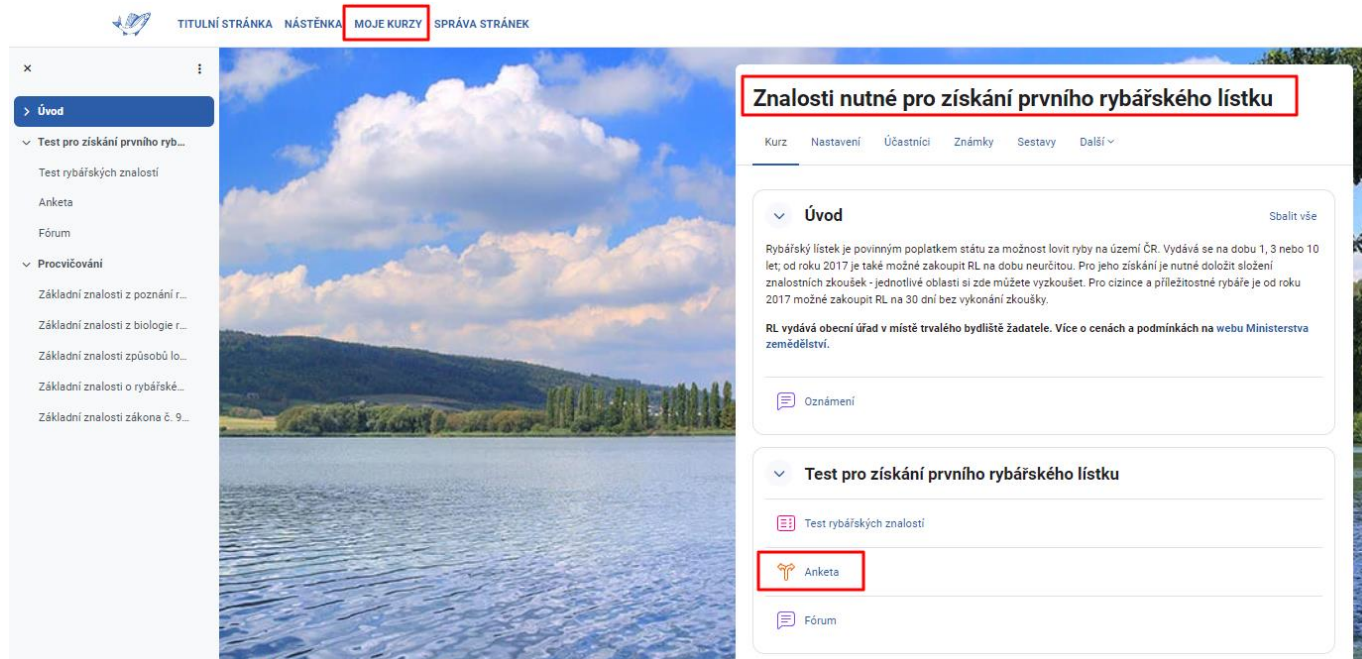 TITULNÍ STRÁNKA NÁSTĚNKA MOJE KURZY SPRÁVA STRÁNEK
Úvod
Test pro získání prvního ryb...
Test rybářských znalostí
Anketa
Fórum
Procvičování
Základní znalosti z poznání r...
Základní znalosti z biologie r...
Základní znalosti způsobů lo...
Základní znalosti o rybářské...
Základní znalosti zákona č. 9...
Znalosti nutné pro získání prvního rybářského lístku
Kurz Nastavení Účastníci Známky Sestavy Další
Úvod
Sbalit vše
Rybářský lístek je povinným poplatkem státu za možnost lovit ryby na území ČR. Vydává se na dobu 1, 3 nebo 10
let; od roku 2017 je také možné zakoupit RL na dobu neurčitou. Pro jeho získání je nutné doložit složení
znalostních zkoušek - jednotlivé oblasti si zde můžete vyzkoušet. Pro cizince a příležitostné rybáře je od roku
2017 možné zakoupit RL na 30 dní bez vykonání zkoušky.
RL vydává obecní úřad v místě trvalého bydliště žadatele. Více o cenách a podmínkách na webu Ministerstva
zemědělství.
Oznámení
Test pro získání prvního rybářského lístku
Test rybářských znalostí
Anketa
Fórum